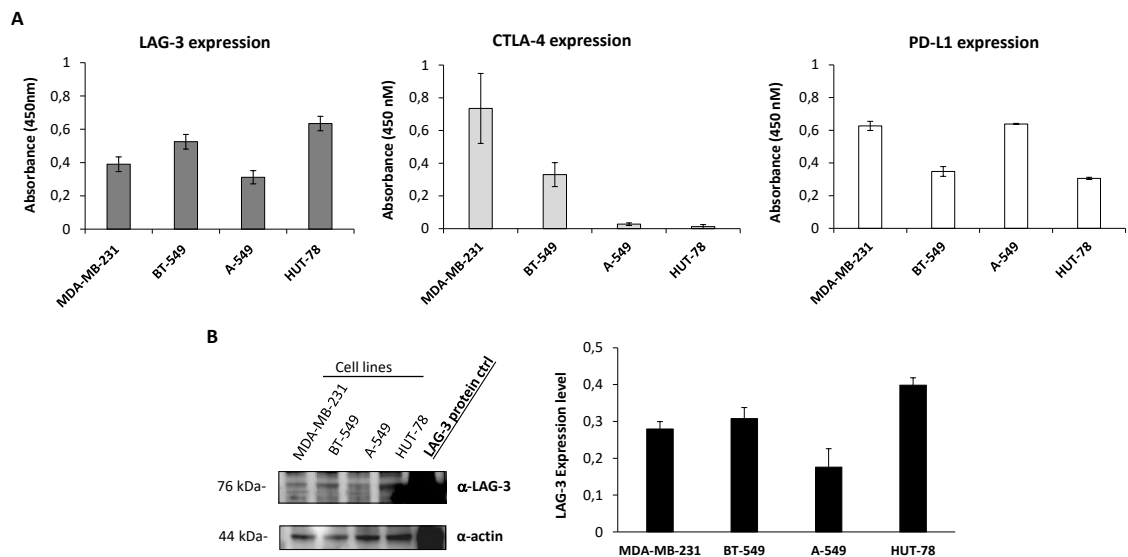 A
LAG-3 expression
Absorbance (450nm)
1
0,8
0,6
0,4
0,2
0
MDA-MB-231
BT-549
A-549
HUT-78
CTLA-4 expression
Absorbance (450 nM)
1
0,8
0,6
0,4
0,2
0
MDA-MB-231
BT-549
A-549
HUT-78
PD-L1 expression
Absorbance (450 nM)
1
0,8
0,6
0,4
0,2
0
MDA-MB-231
BT-549
A-549
HUT-78
B
Cell lines
MDA-MB-231
BT-549
A-549
HUT-78
LAG-3 protein ctrl
76 kDa-
α-LAG-3
44 kDa-
α-actin
LAG-3 Expression level
0,5
0,4
0,3
0,2
0,1
0
MDA-MB-231
BT-549
A-549
HUT-78